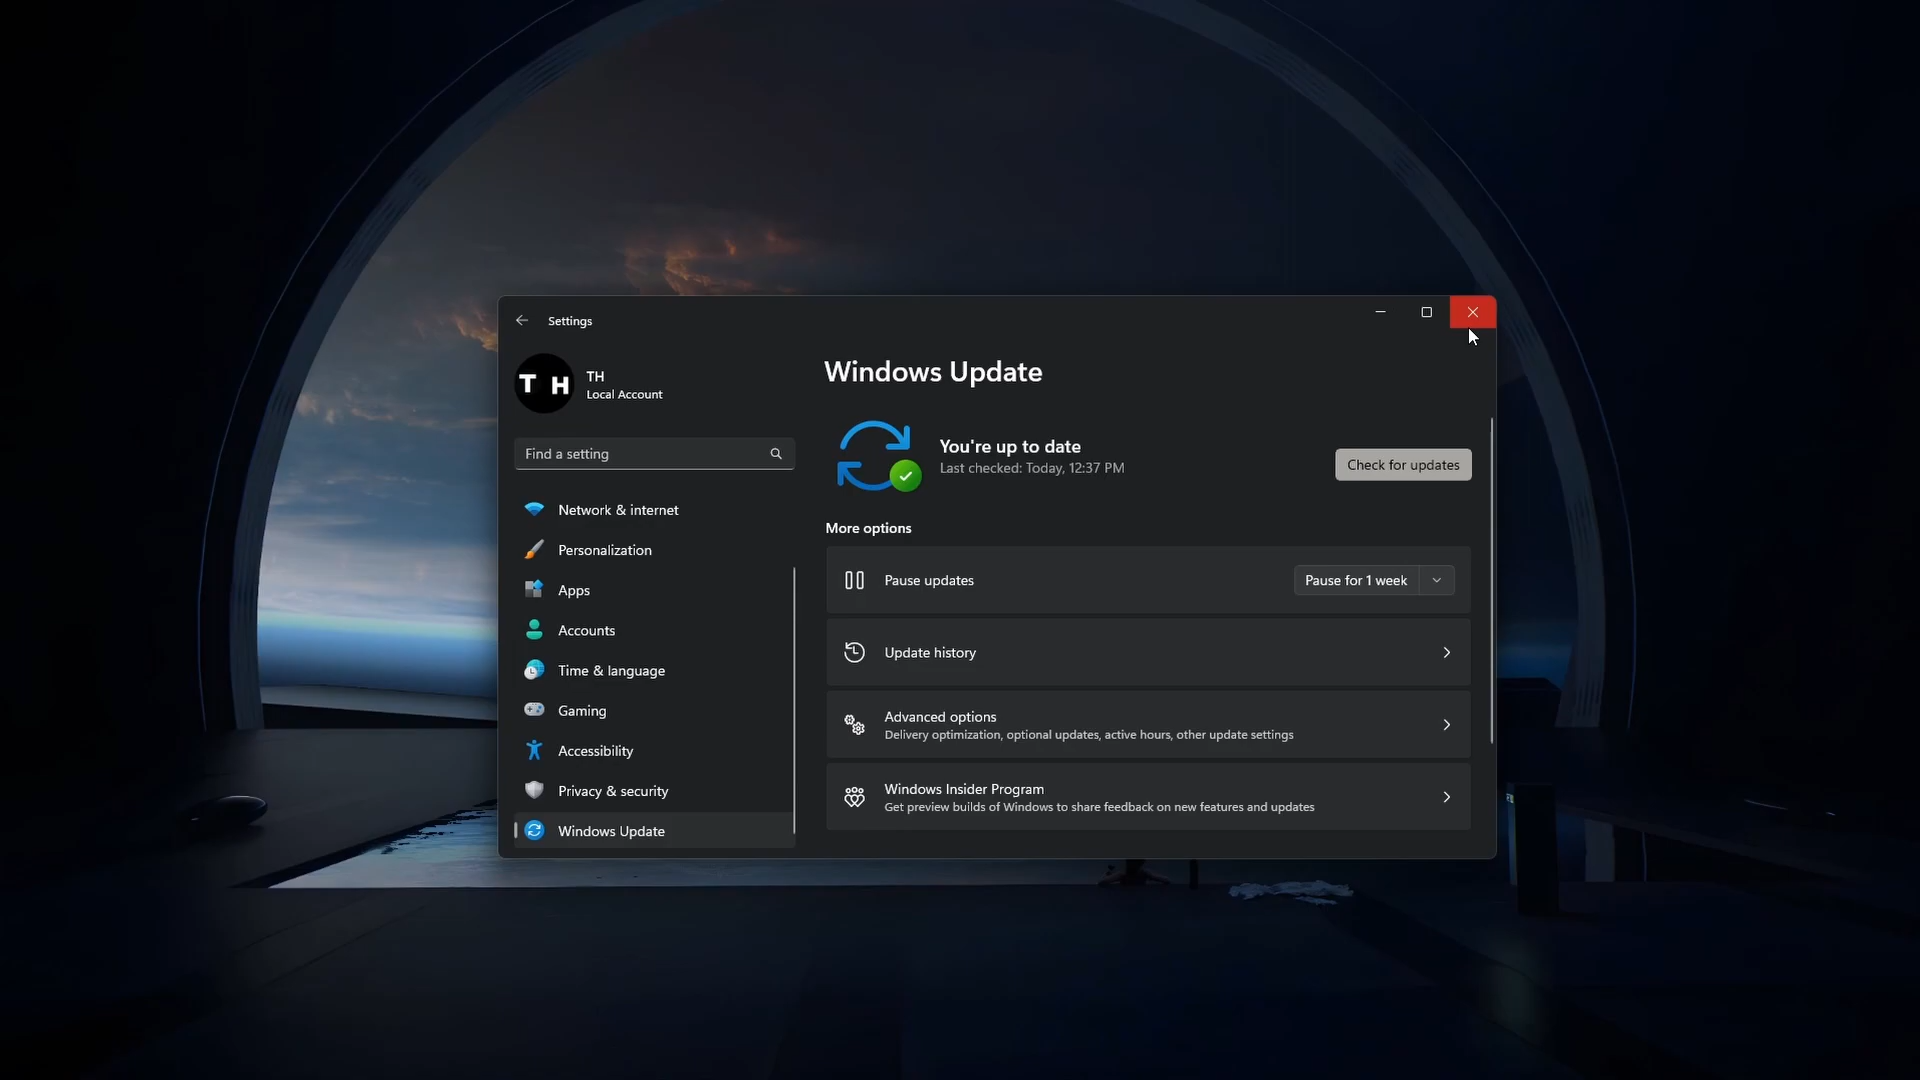 Settings
T H
TH
Local Account
Find a setting
Network & internet
Personalization
Apps
Accounts
Time & language
Gaming
Accessibility
Privacy & security
Windows Update
Windows Update
You're up to date
Last checked: Today, 12:37 PM
Check for updates
More options
Pause updates
Pause for 1 week
Update history
Advanced options
Delivery optimization, optional updates, active hours, other update settings
Windows Insider Program
Get preview builds of Windows to share feedback on new features and updates